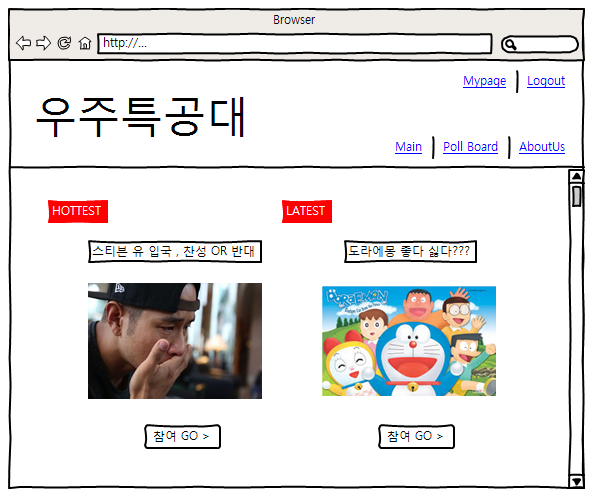 Browser
http://...
Mypage
Logout
우주특공대
Main
Poll Board
AboutUs
HOTTEST
LATEST
스티븐 유 입국 , 찬성 OR 반대
도라에몽 좋다 싫다???
DORAEMON
참여 GO >
참여 GO >